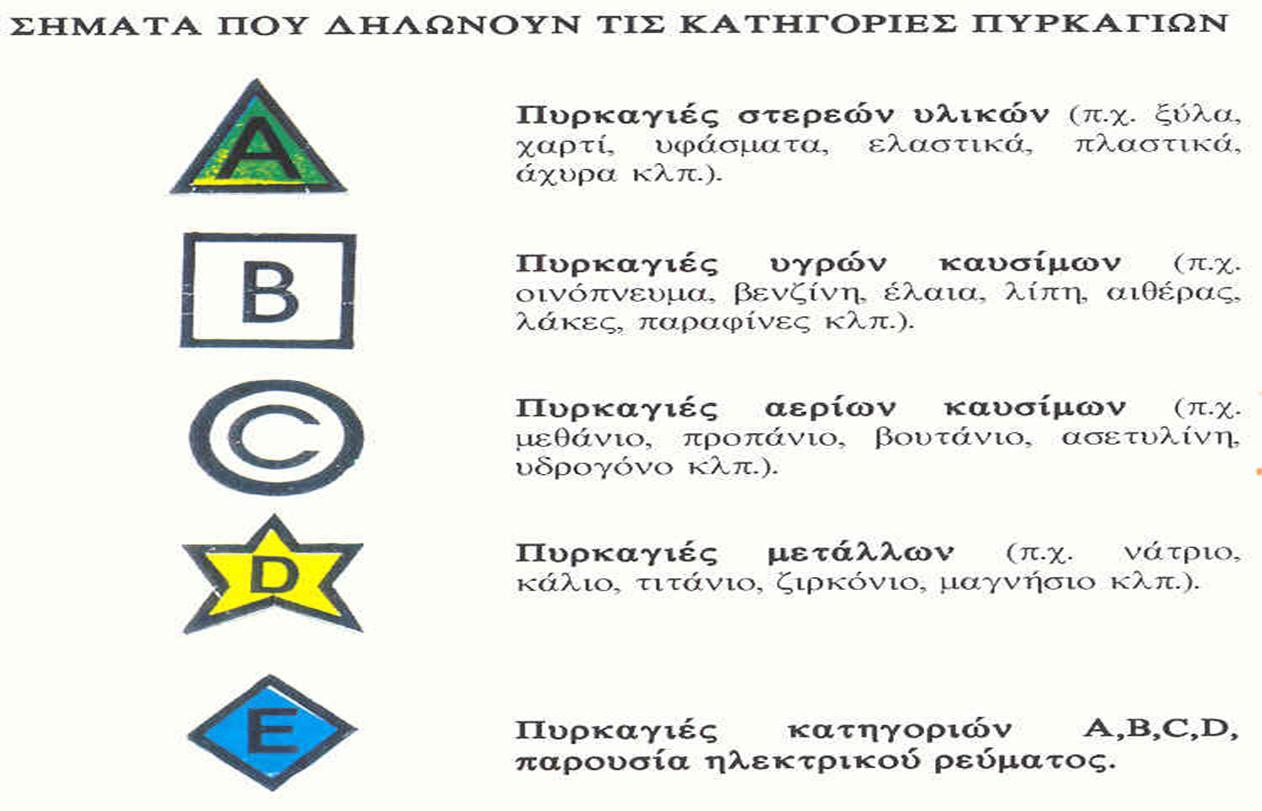 ΣΗΜΑΤΑ ΠΟΥ ΔΗΛΩΝΟΥΝ ΤΙΣ ΚΑΤΗΓΟΡΙΕΣ ΠΥΡΚΑΓΙΩΝ
A
Πυρκαγιές στερεών υλικών (π.χ. ξύλα,
χαρτί, υφάσματα, ελαστικά, πλαστικά,
άχυρα κλπ.).
B
Πυρκαγιές υγρών καυσίμων (π.χ.
οινόπνευμα, βενζίνη, έλαια, λίπη, αιθέρας,
λάκες, παραφίνες κλπ.).
C
Πυρκαγιές αερίων καυσίμων (π.χ.
μεθάνιο, προπάνιο, βουτάνιο, ασετυλίνη,
υδρογόνο κλπ.).
D
Πυρκαγιές μετάλλων (π.χ. νάτριο,
κάλιο, τιτάνιο, ζιρκόνιο, μαγνήσιο κλπ.).
E
Πυρκαγιές κατηγοριών A,B,C,D,
παρουσία ηλεκτρικού ρεύματος.